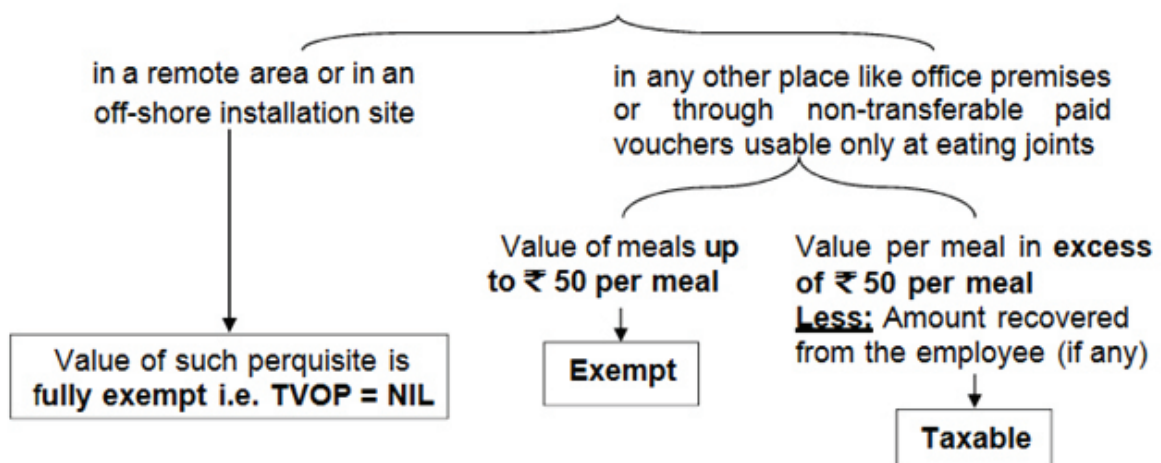 in a remote area or in an
off-shore installation site
in any other place like office premises
or through non-transferable paid
vouchers usable only at eating joints
Value of meals up
to ₹ 50 per meal
Value per meal in excess
of ₹ 50 per meal
Less: Amount recovered
from the employee (if any)
Value of such perquisite is
fully exempt i.e. TVOP = NIL
Exempt
Taxable